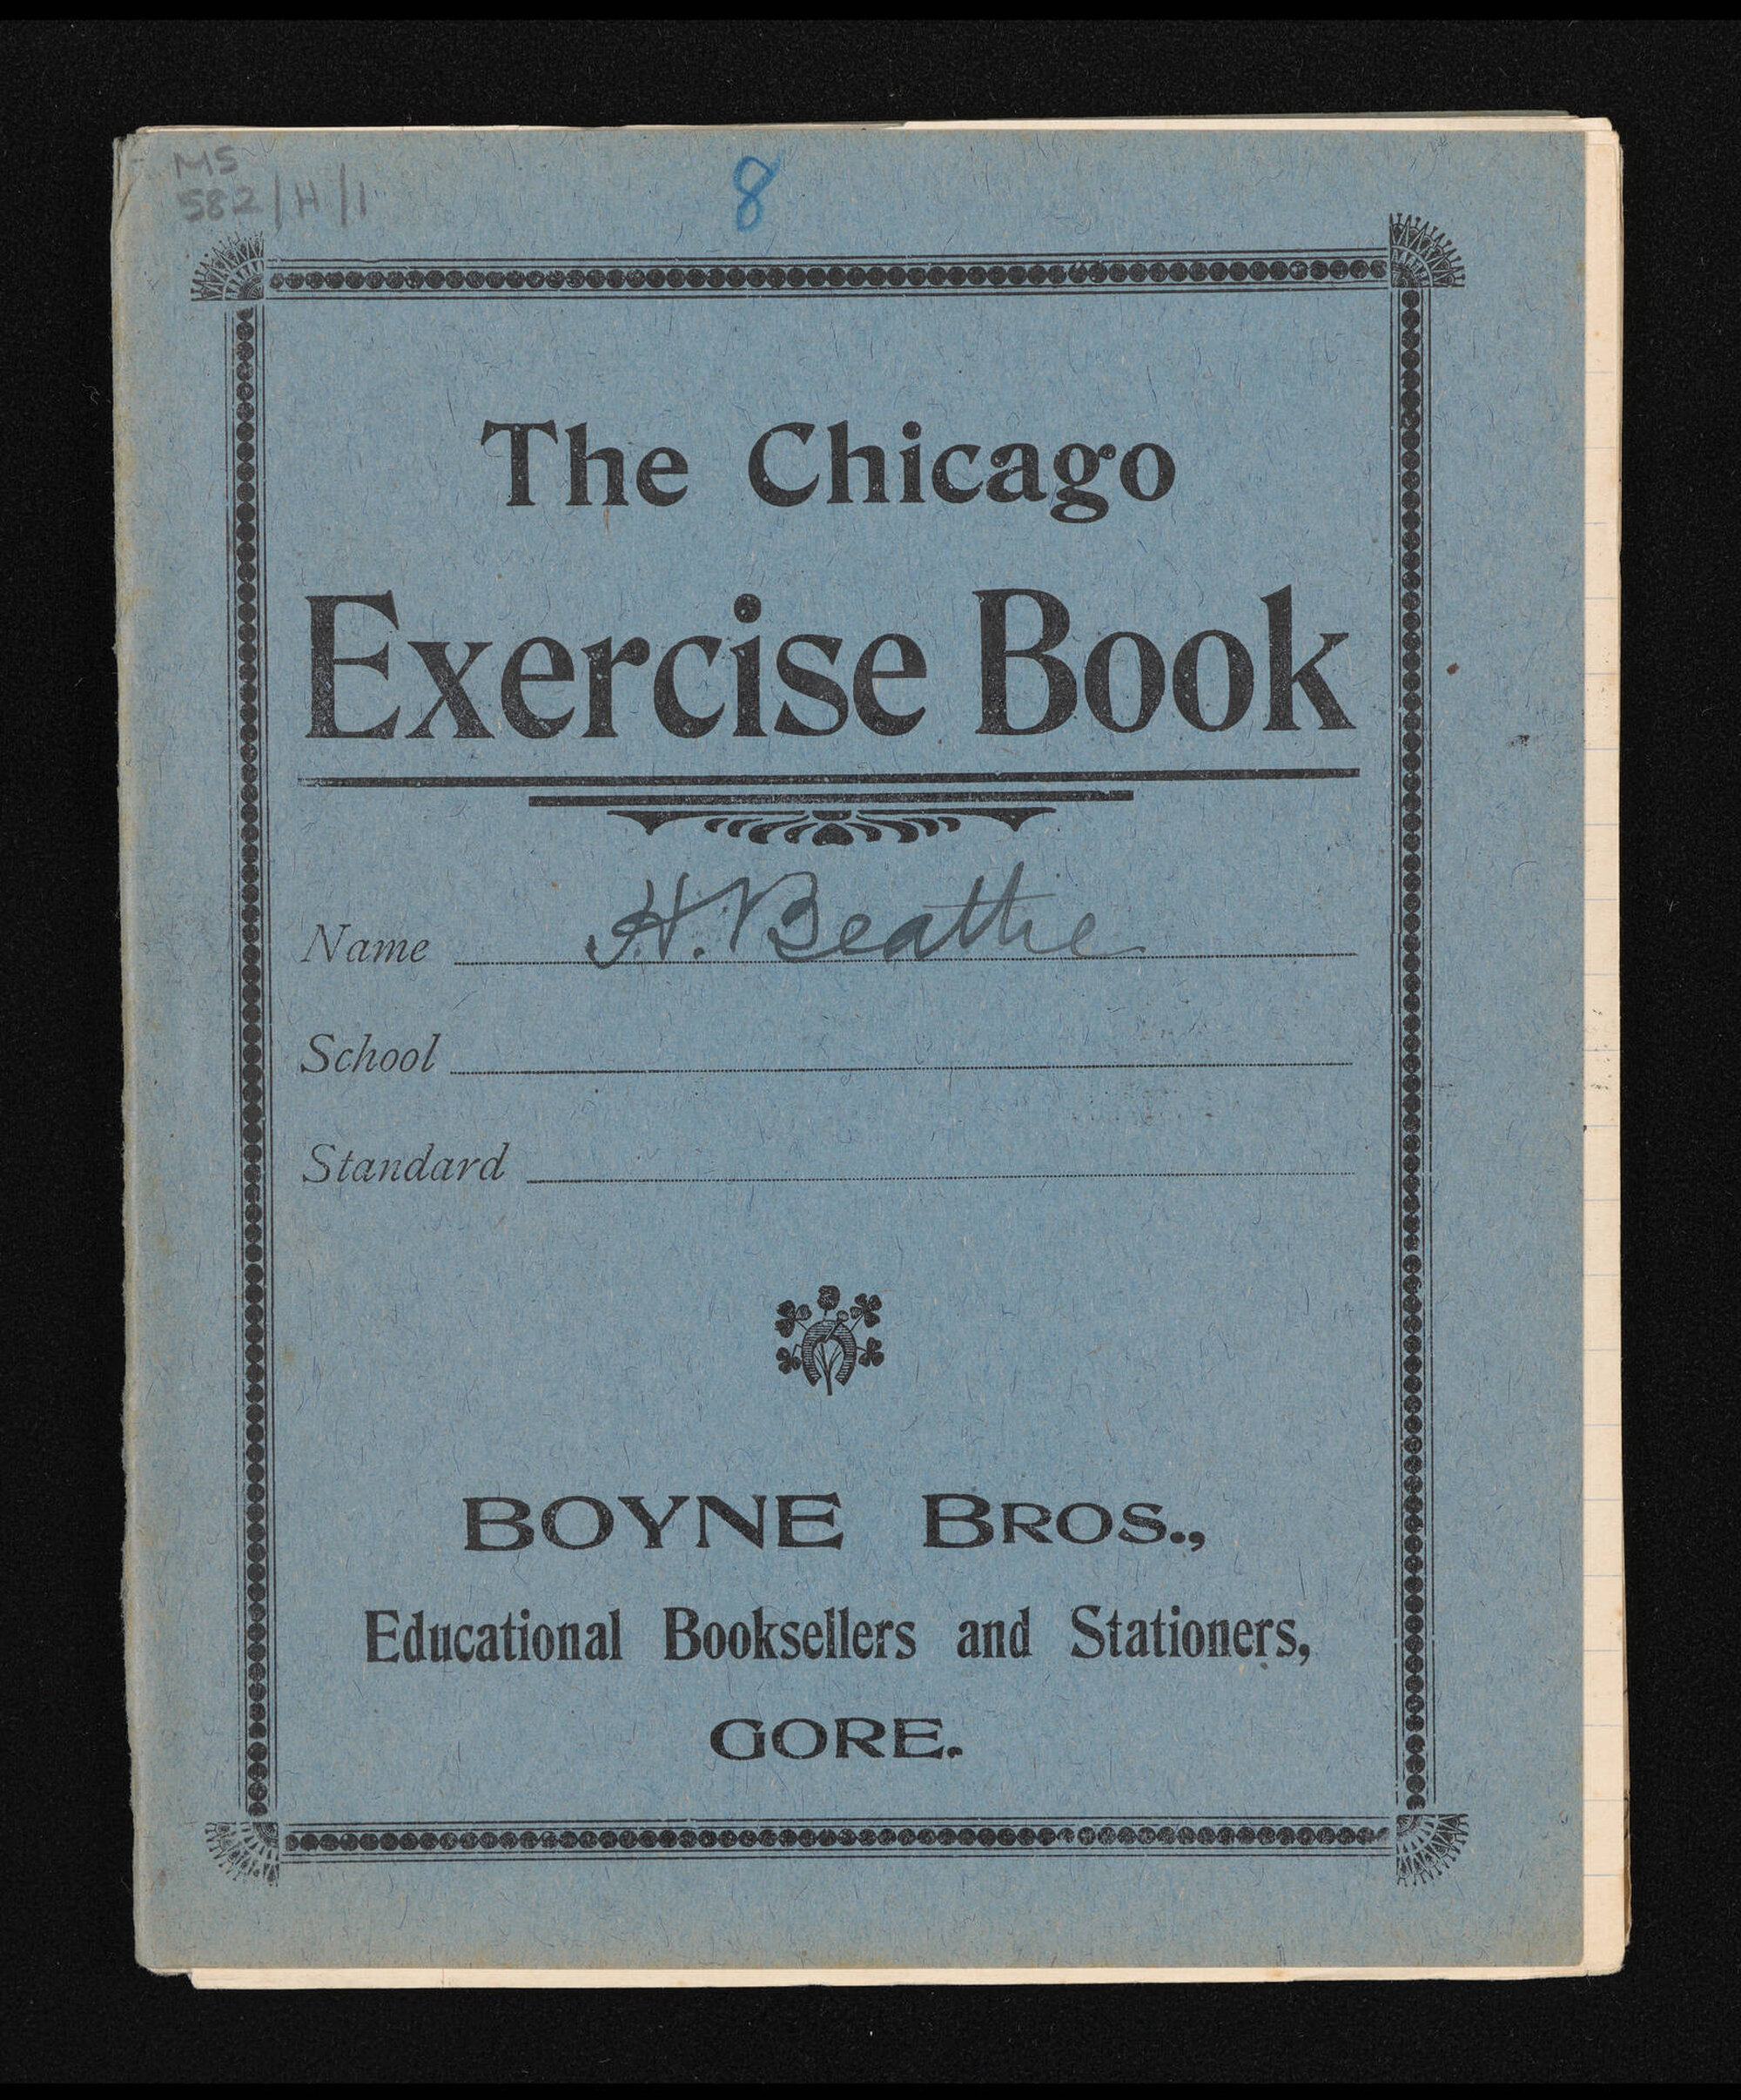 MS
582/H/1
8
The Chicago
Exercise Book
Name H. Beattie
School
Standard
BOYNE BROS.,
Educational Booksellers and Stationers,
GORE.